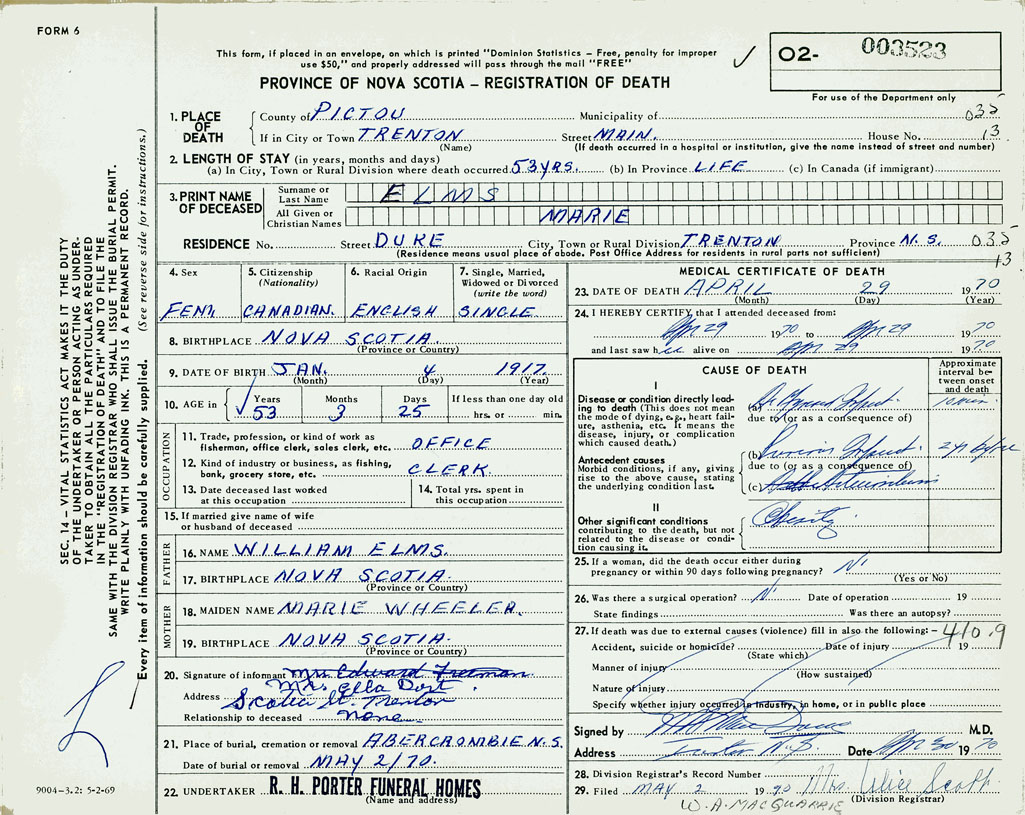 FORM 6
This form, if placed in an envelope, on which is printed "Dominion Statistics – Free, penalty for improper
use $50," and properly addressed will pass through the mail "FREE"
PROVINCE OF NOVA SCOTIA – REGISTRATION OF DEATH
✓
02- 003523
For use of the Department only
1. PLACE OF DEATH
County of PICTOU Municipality of 035
If in City or Town TRENTON Street MAIN. House No. 13
(Name) (If death occurred in a hospital or institution, give the name instead of street and number)
2. LENGTH OF STAY (in years, months and days)
(a) In City, Town or Rural Division where death occurred 53 YRS. (b) In Province LIFE (c) In Canada (if immigrant)
3. PRINT NAME OF DECEASED
Surname or Last Name ELMS
All Given or Christian Names MARIE
RESIDENCE No. Street DUKE City, Town or Rural Division TRENTON Province N.S. 035
(Residence means usual place of abode. Post Office Address for residents in rural parts not sufficient) 13
4. Sex 5. Citizenship (Nationality) 6. Racial Origin 7. Single, Married, Widowed or Divorced (write the word)
FEM. CANADIAN. ENGLISH SINGLE
8. BIRTHPLACE NOVA SCOTIA
(Province or Country)
9. DATE OF BIRTH JAN. 4 1917
(Month) (Day) (Year)
10. AGE in Years Months Days If less than one day old
53 3 25 hrs. or min.
OCCUPATION
11. Trade, profession, or kind of work as
fisherman, office clerk, sales clerk, etc. OFFICE
12. Kind of industry or business, as fishing,
bank, grocery store, etc. CLERK.
13. Date deceased last worked
at this occupation
14. Total yrs. spent in
this occupation
15. If married give name of wife
or husband of deceased
FATHER
16. NAME WILLIAM ELMS.
17. BIRTHPLACE NOVA SCOTIA.
(Province or Country)
MOTHER
18. MAIDEN NAME MARIE WHEELER.
19. BIRTHPLACE NOVA SCOTIA.
(Province or Country)
20. Signature of informant Mrs Edward Freeman
Mrs. Ella Dort
Address Scotia St. Trenton
Relationship to deceased none
21. Place of burial, cremation or removal ABERCROMBIE N.S.
Date of burial or removal MAY 2/70.
22. UNDERTAKER R. H. PORTER FUNERAL HOMES
(Name and address)
MEDICAL CERTIFICATE OF DEATH
23. DATE OF DEATH APRIL 29 1970
(Month) (Day) (Year)
24. I HEREBY CERTIFY, that I attended deceased from:
Apr 29 1970 to Apr 29 1970
and last saw her alive on Apr 29 1970
CAUSE OF DEATH
Approximate interval between onset and death
I
Disease or condition directly leading
to death (This does not mean
the mode of dying, e.g., heart failure,
asthenia, etc. It means the
disease, injury, or complication
which caused death.)
(a)
due to (or as a consequence of)
Antecedent causes
Morbid conditions, if any, giving
rise to the above cause, stating
the underlying condition last.
(b) Previous Infarct
due to (or as a consequence of)
(c)
II
Other significant conditions
contributing to the death, but not
related to the disease or condition
causing it.
Obesity
25. If a woman, did the death occur either during
pregnancy or within 90 days following pregnancy?
(Yes or No)
26. Was there a surgical operation? Date of operation 19
State findings Was there an autopsy?
27. If death was due to external causes (violence) fill in also the following: – 410.9
Accident, suicide or homicide? Date of injury 19
(State which)
Manner of injury
(How sustained)
Nature of injury
Specify whether injury occurred in industry, in home, or in public place
Signed by M.D.
Address Trenton N.S. Date Apr 30 1970
28. Division Registrar's Record Number
29. Filed MAY 2 1970 Mrs. Alice Scott
(Division Registrar)
W. A. MACQUARRIE
SEC. 14 – VITAL STATISTICS ACT MAKES IT THE DUTY
OF THE UNDERTAKER OR PERSON ACTING AS UNDER-
TAKER TO OBTAIN ALL THE PARTICULARS REQUIRED
IN THE "REGISTRATION OF DEATH" AND TO FILE THE
SAME WITH THE DIVISION REGISTRAR WHO SHALL ISSUE THE BURIAL PERMIT.
WRITE PLAINLY WITH UNFADING INK. THIS IS A PERMANENT RECORD.
Every item of information should be carefully supplied. (See reverse side for instructions.)
9004-3.2: 5-2-69